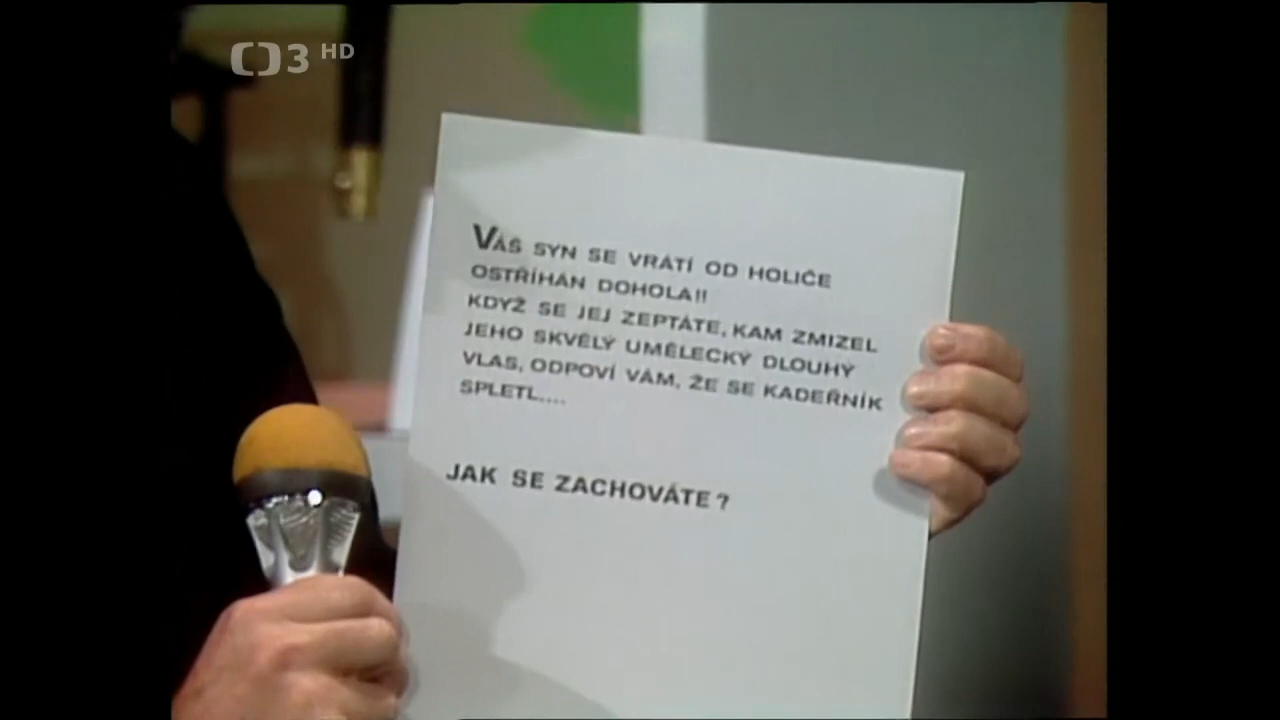 3 HD
VÁŠ SYN SE VRÁTÍ OD HOLIČE
OSTŘÍHÁN DOHOLA!!
KDYŽ SE JEJ ZEPTÁTE, KAM ZMIZEL
JEHO SKVĚLÝ UMĚLECKÝ DLOUHÝ
VLAS, ODPOVÍ VÁM, ŽE SE KADEŘNÍK
SPLETL....
JAK SE ZACHOVÁTE?